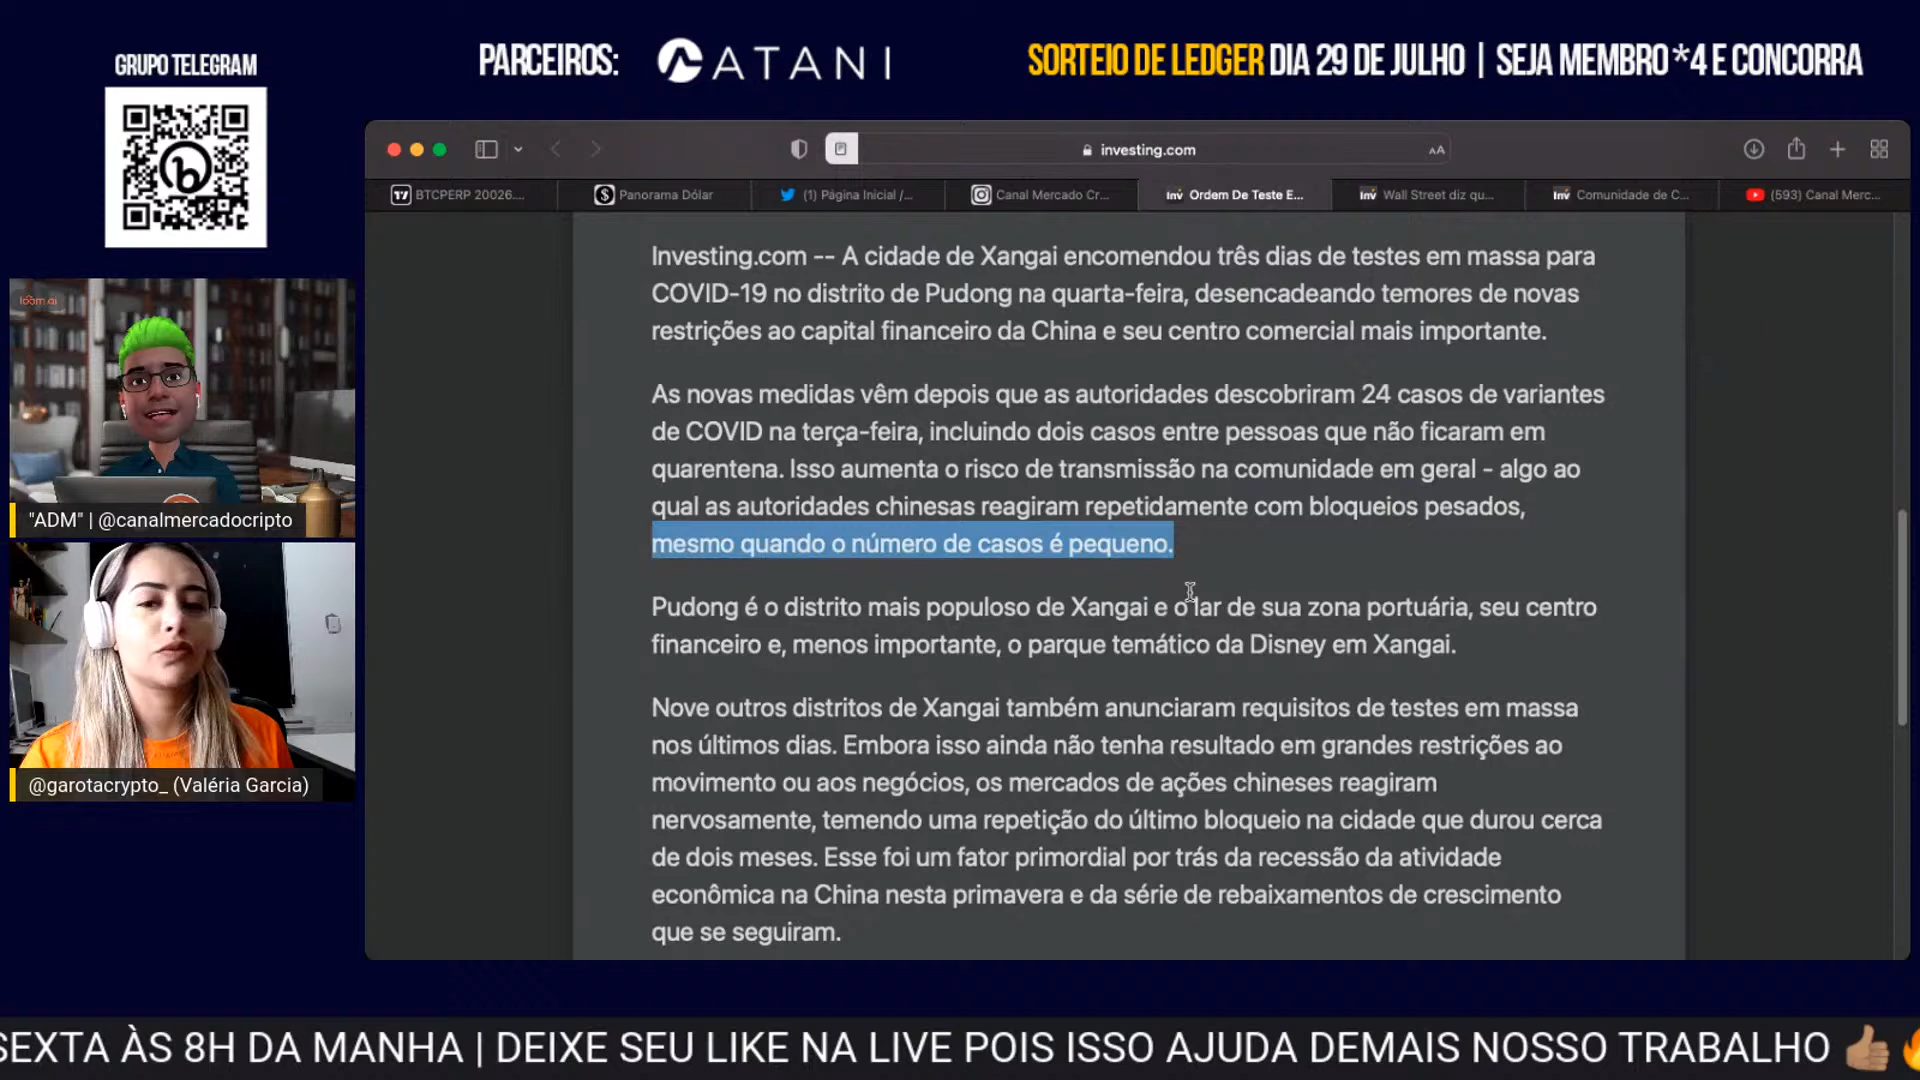 GRUPO TELEGRAM
PARCEIROS:
ATANI
SORTEIO DE LEDGER DIA 29 DE JULHO | SEJA MEMBRO *4 E CONCORRA
investing.com
AA
BTCPERP 20026....
Panorama Dólar
(1) Página Inicial /...
Canal Mercado Cr...
Inv Ordem De Teste E...
Inv Wall Street diz qu...
Inv Comunidade de C...
(593) Canal Merc...
Investing.com -- A cidade de Xangai encomendou três dias de testes em massa para
COVID-19 no distrito de Pudong na quarta-feira, desencadeando temores de novas
restrições ao capital financeiro da China e seu centro comercial mais importante.
As novas medidas vêm depois que as autoridades descobriram 24 casos de variantes
de COVID na terça-feira, incluindo dois casos entre pessoas que não ficaram em
quarentena. Isso aumenta o risco de transmissão na comunidade em geral - algo ao
qual as autoridades chinesas reagiram repetidamente com bloqueios pesados,
mesmo quando o número de casos é pequeno.
Pudong é o distrito mais populoso de Xangai e o lar de sua zona portuária, seu centro
financeiro e, menos importante, o parque temático da Disney em Xangai.
Nove outros distritos de Xangai também anunciaram requisitos de testes em massa
nos últimos dias. Embora isso ainda não tenha resultado em grandes restrições ao
movimento ou aos negócios, os mercados de ações chineses reagiram
nervosamente, temendo uma repetição do último bloqueio na cidade que durou cerca
de dois meses. Esse foi um fator primordial por trás da recessão da atividade
econômica na China nesta primavera e da série de rebaixamentos de crescimento
que se seguiram.
loom.ai
"ADM" | @canalmercadocripto
@garotacrypto_ (Valéria Garcia)
SEXTA ÀS 8H DA MANHA | DEIXE SEU LIKE NA LIVE POIS ISSO AJUDA DEMAIS NOSSO TRABALHO 👍🏽🔥